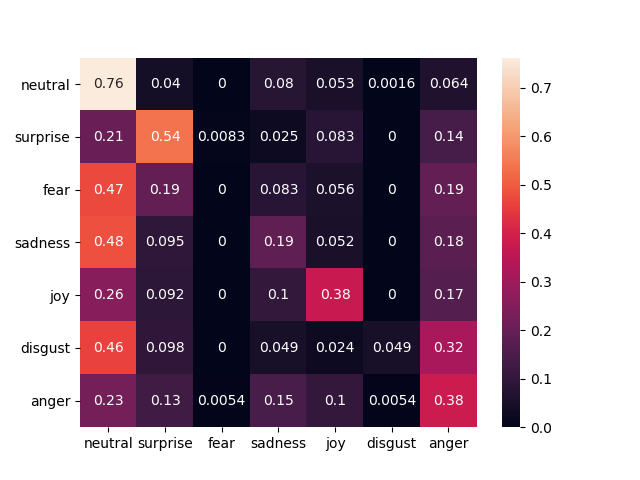 neutral 0.76 0.04 0 0.08 0.053 0.0016 0.064
surprise 0.21 0.54 0.0083 0.025 0.083 0 0.14
fear 0.47 0.19 0 0.083 0.056 0 0.19
sadness 0.48 0.095 0 0.19 0.052 0 0.18
joy 0.26 0.092 0 0.1 0.38 0 0.17
disgust 0.46 0.098 0 0.049 0.024 0.049 0.32
anger 0.23 0.13 0.0054 0.15 0.1 0.0054 0.38
neutral surprise fear sadness joy disgust anger
0.7
0.6
0.5
0.4
0.3
0.2
0.1
0.0